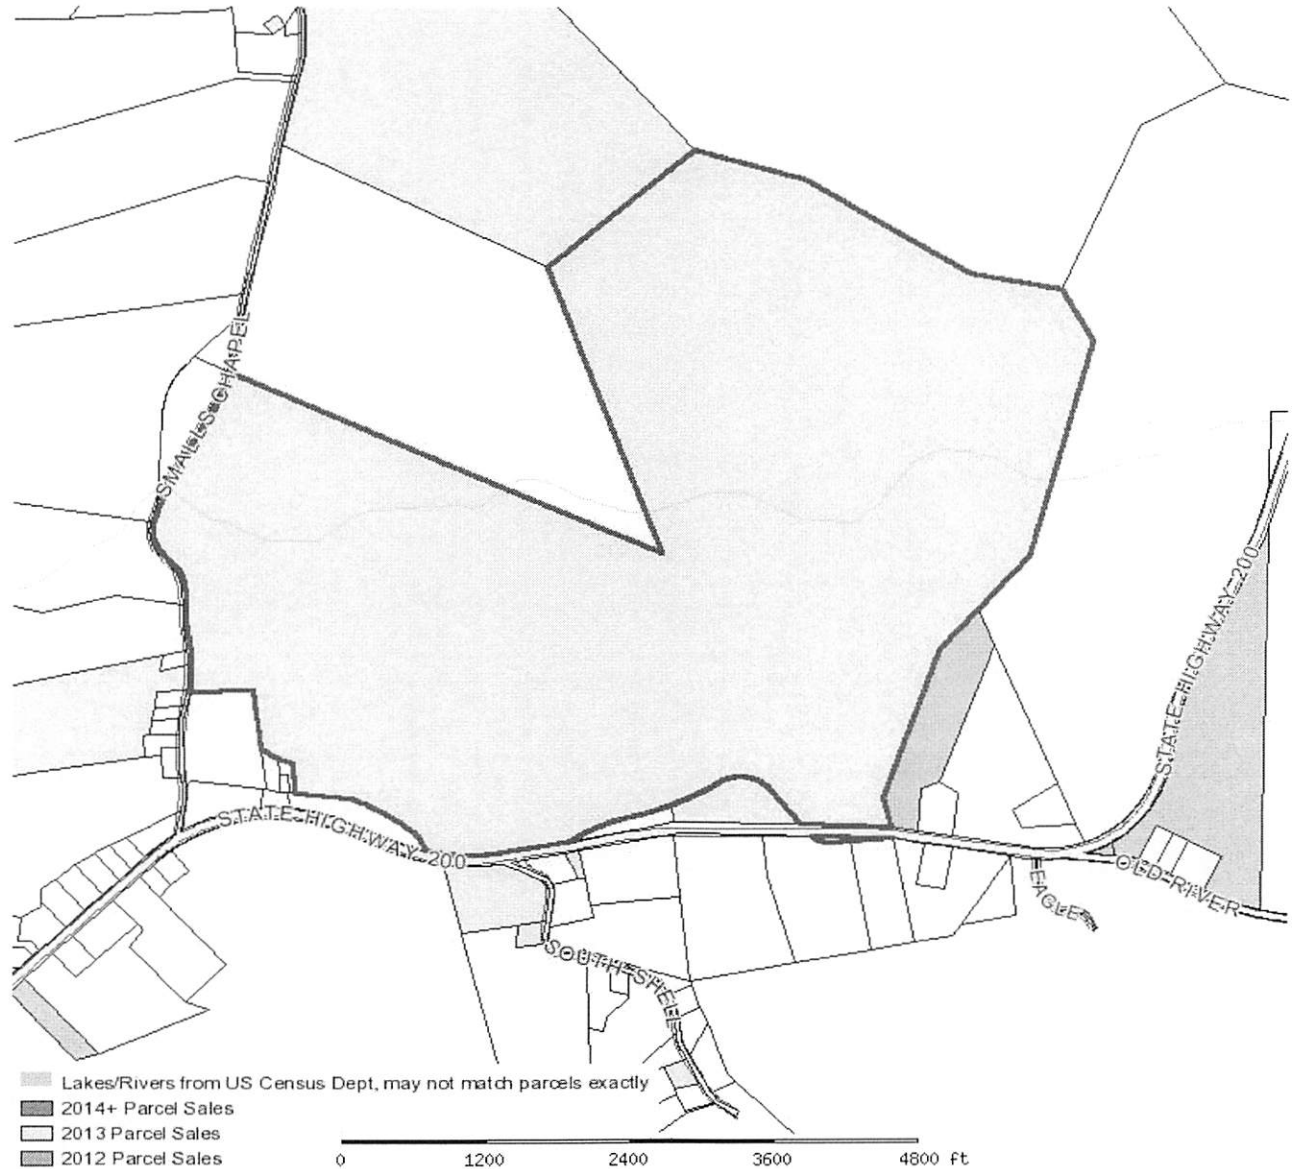 SMALLS CHAPEL
STATE HIGHWAY 200
STATE HIGHWAY 200
OLD RIVER
EAGLE
SOUTH SHELL
Lakes/Rivers from US Census Dept, may not match parcels exactly
2014+ Parcel Sales
2013 Parcel Sales
2012 Parcel Sales
0 1200 2400 3600 4800 ft